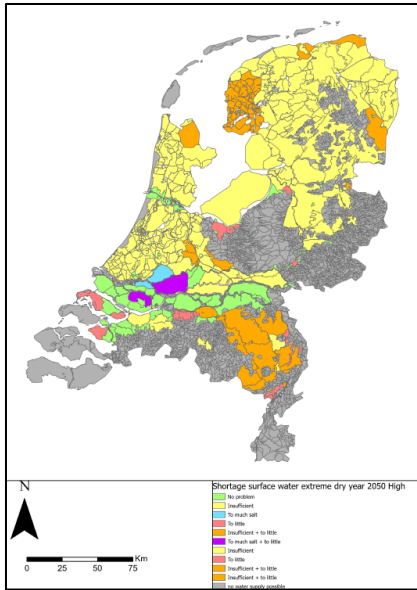 Shortage surface water extreme dry year 2050 High
No problem
Insufficient
To much salt
To little
Insufficient + to little
To much salt + to little
Insufficient
To little
Insufficient + to little
Insufficient + to little
no water supply possible
N
Km
0 25 50 75